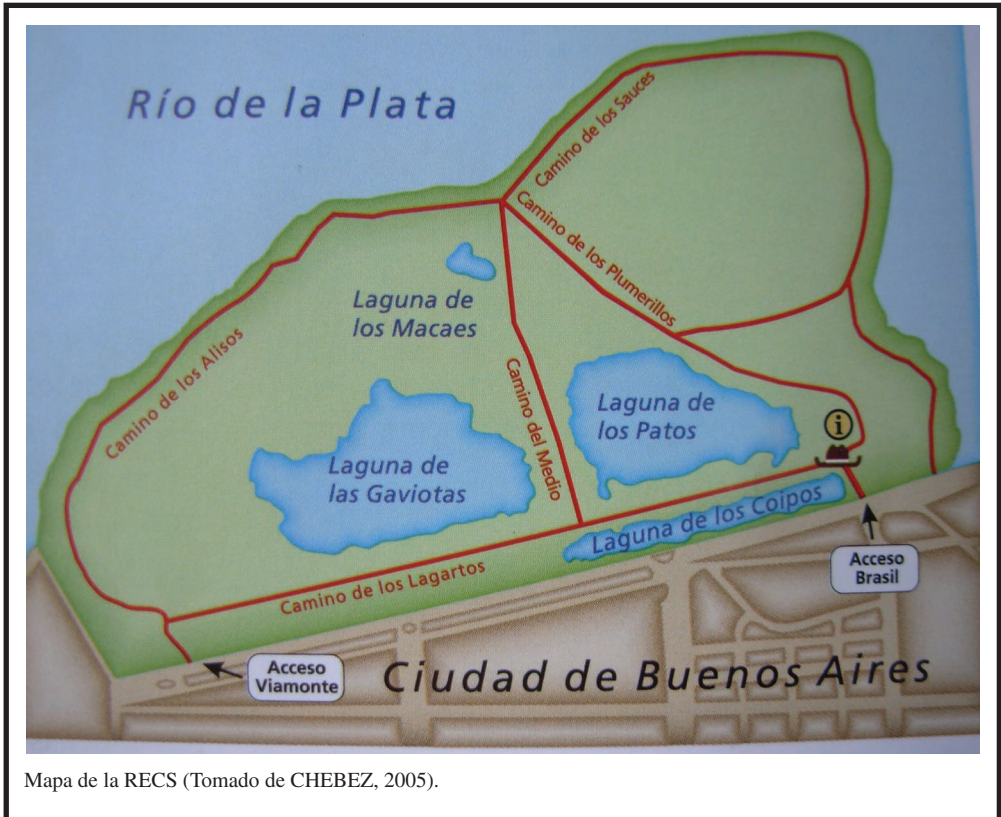 Río de la Plata
Camino de los Sauces
Camino de los Plumerillos
Laguna de
los Macaes
Camino de los Alisos
Camino del Medio
Laguna de
los Patos
i
Laguna de
las Gaviotas
Laguna de los Coipos
Camino de los Lagartos
Acceso
Brasil
Acceso
Viamonte
Ciudad de Buenos Aires
Mapa de la RECS (Tomado de CHEBEZ, 2005).